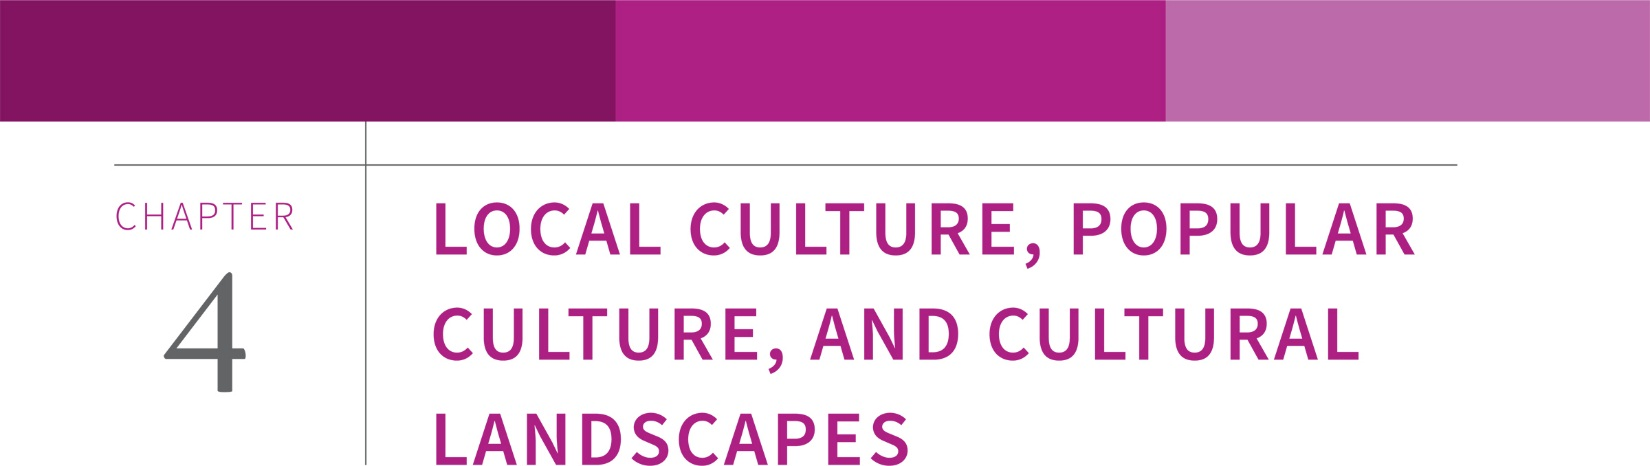 CHAPTER
4
LOCAL CULTURE, POPULAR
CULTURE, AND CULTURAL
LANDSCAPES